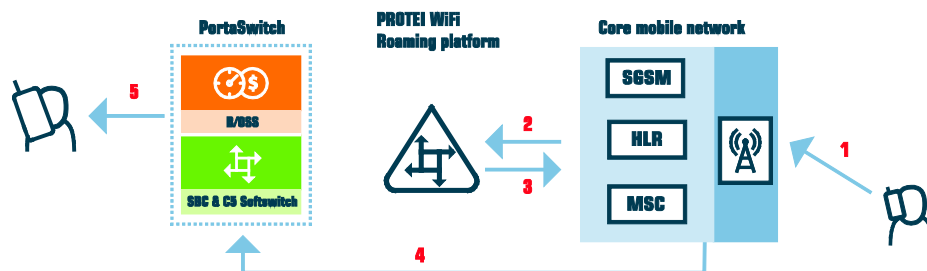 PortaSwitch
PROTEI WiFi
Roaming platform
Core mobile network
5
$
B/OSS
SBC & C5 Softswitch
2
3
SGSM
HLR
MSC
1
4